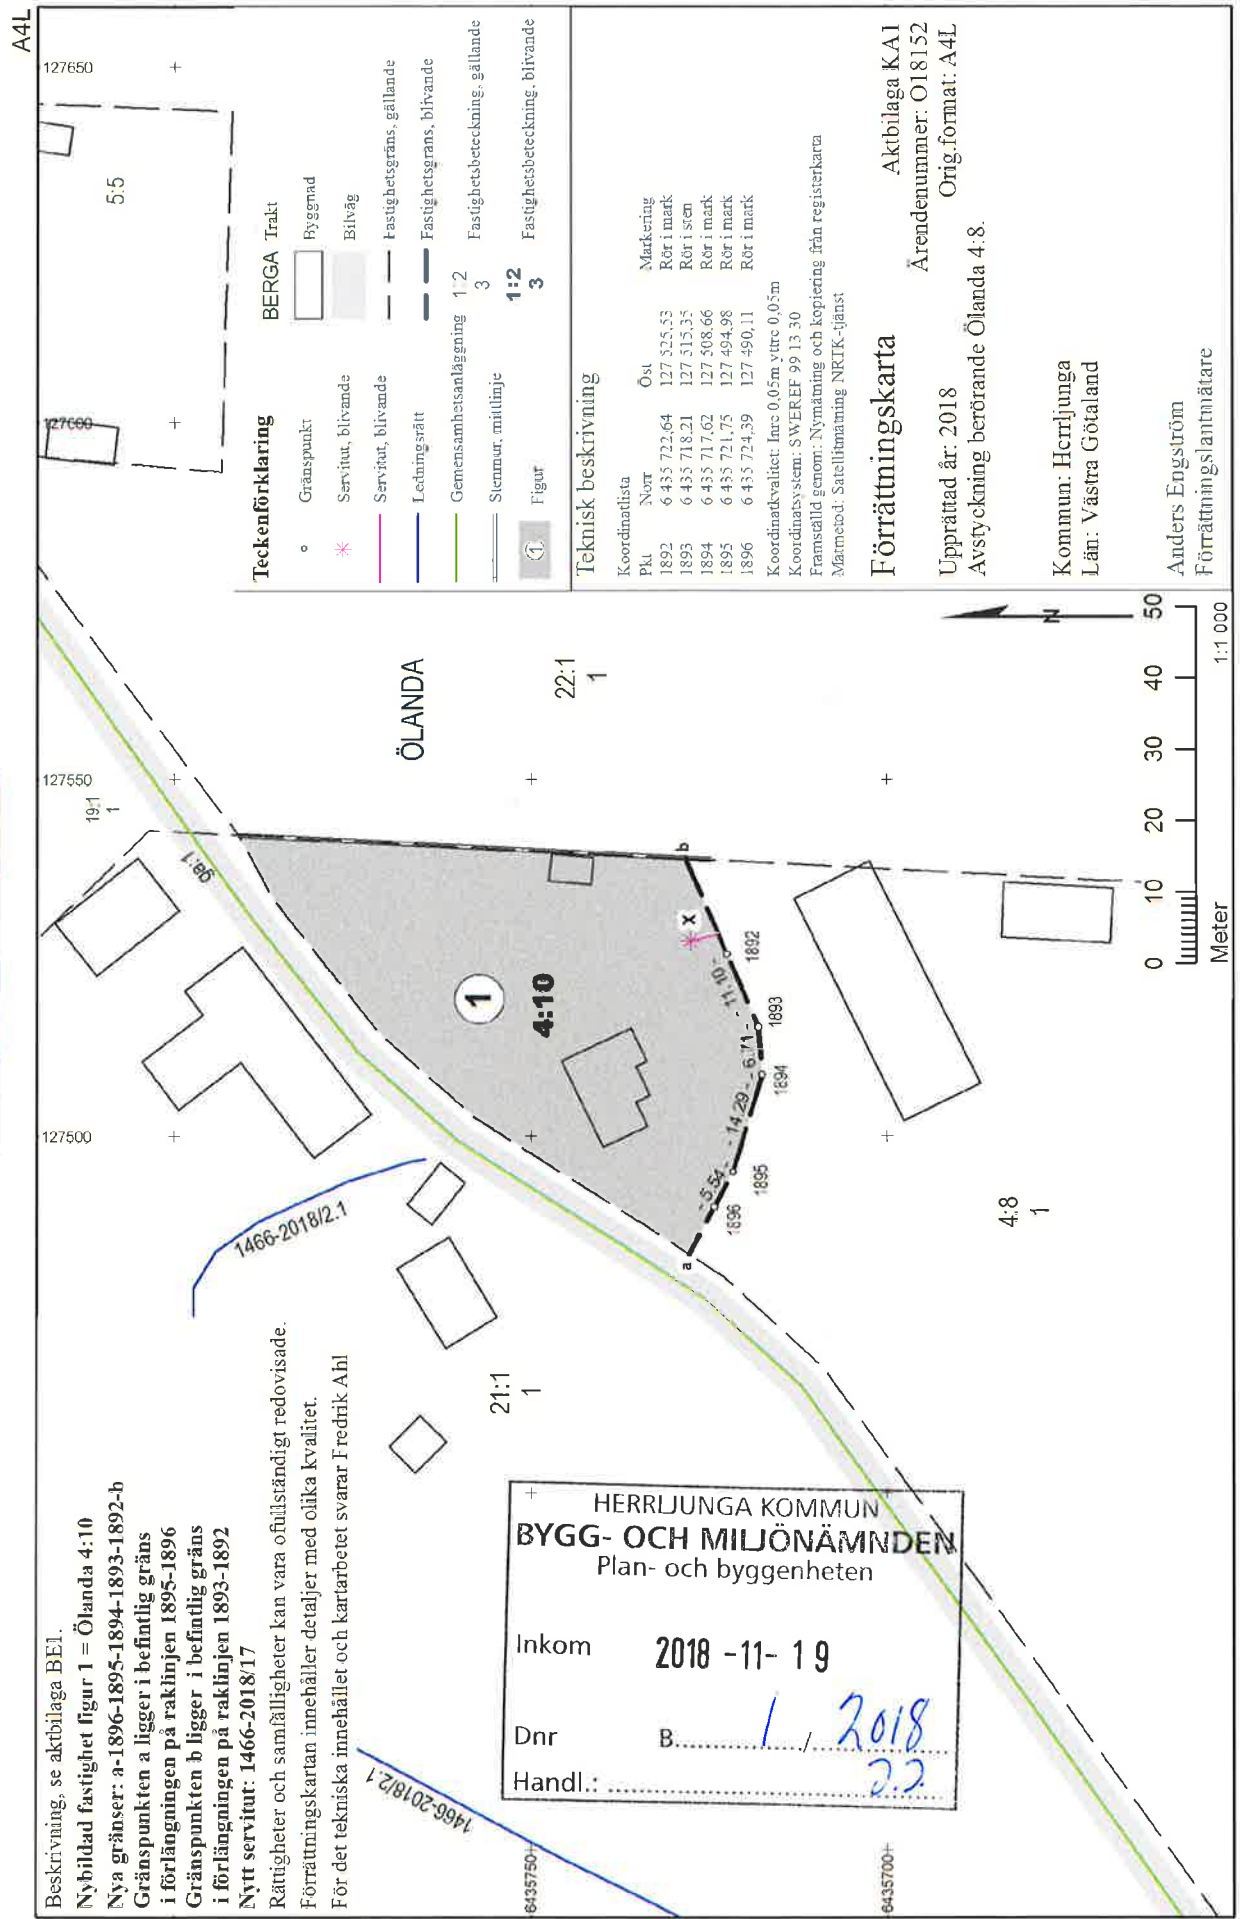 A4L
Beskrivning, se aktbilaga BE1.
Nybildad fastighet figur 1 = Ölanda 4:10
Nya gränser: a-1896-1895-1894-1893-1892-b
Gränspunkten a ligger i befintlig gräns
i förlängningen på raklinjen 1895-1896
Gränspunkten b ligger i befintlig gräns
i förlängningen på raklinjen 1893-1892
Nytt servitut: 1466-2018/17
Rättigheter och samfälligheter kan vara ofullständigt redovisade.
Förrättningskartan innehåller detaljer med olika kvalitet.
För det tekniska innehållet och kartarbetet svarar Fredrik Ahl
127500
127550
127600
127650
6435750
6435700
1466-2018/2.1
1466-2018/2.1
19:1
1
ga:1
5:5
ÖLANDA
22:1
1
21:1
1
4:8
1
1
4:10
a
b
x
1896
1895
1894
1893
1892
5.54
14.29
6.71
11.10
HERRLJUNGA KOMMUN
BYGG- OCH MILJÖNÄMNDEN
Plan- och byggenheten
Inkom 2018 -11- 19
Dnr B. 1 / 2018
Handl.: 2.2
Teckenförklaring
Gränspunkt
Servitut, blivande
Servitut, blivande
Ledningsrätt
Gemensamhetsanläggning
Stenmur, mittlinje
1 Figur
BERGA Trakt
Byggnad
Bilväg
Fastighetsgräns, gällande
Fastighetsgräns, blivande
1:2
3
Fastighetsbeteckning, gällande
1:2
3
Fastighetsbeteckning, blivande
Teknisk beskrivning
Koordinatlista
Pkt Norr Öst Markering
1892 6 435 722,64 127 525,53 Rör i mark
1893 6 435 718,21 127 515,35 Rör i sten
1894 6 435 717,62 127 508,66 Rör i mark
1895 6 435 721,75 127 494,98 Rör i mark
1896 6 435 724,39 127 490,11 Rör i mark
Koordinatkvalitet: Inre 0,05m yttre 0,05m
Koordinatsystem: SWEREF 99 13 30
Framställd genom: Nymätning och kopiering från registerkarta
Mätmetod: Satellitmätning NRTK-tjänst
Förrättningskarta
Aktbilaga KA1
Ärendenummer: O18152
Orig.format: A4L
Upprättad år: 2018
Avstyckning berörande Ölanda 4:8.
Kommun: Herrljunga
Län: Västra Götaland
Anders Engström
Förrättningslantmätare
N
0 10 20 30 40 50
Meter
1:1 000